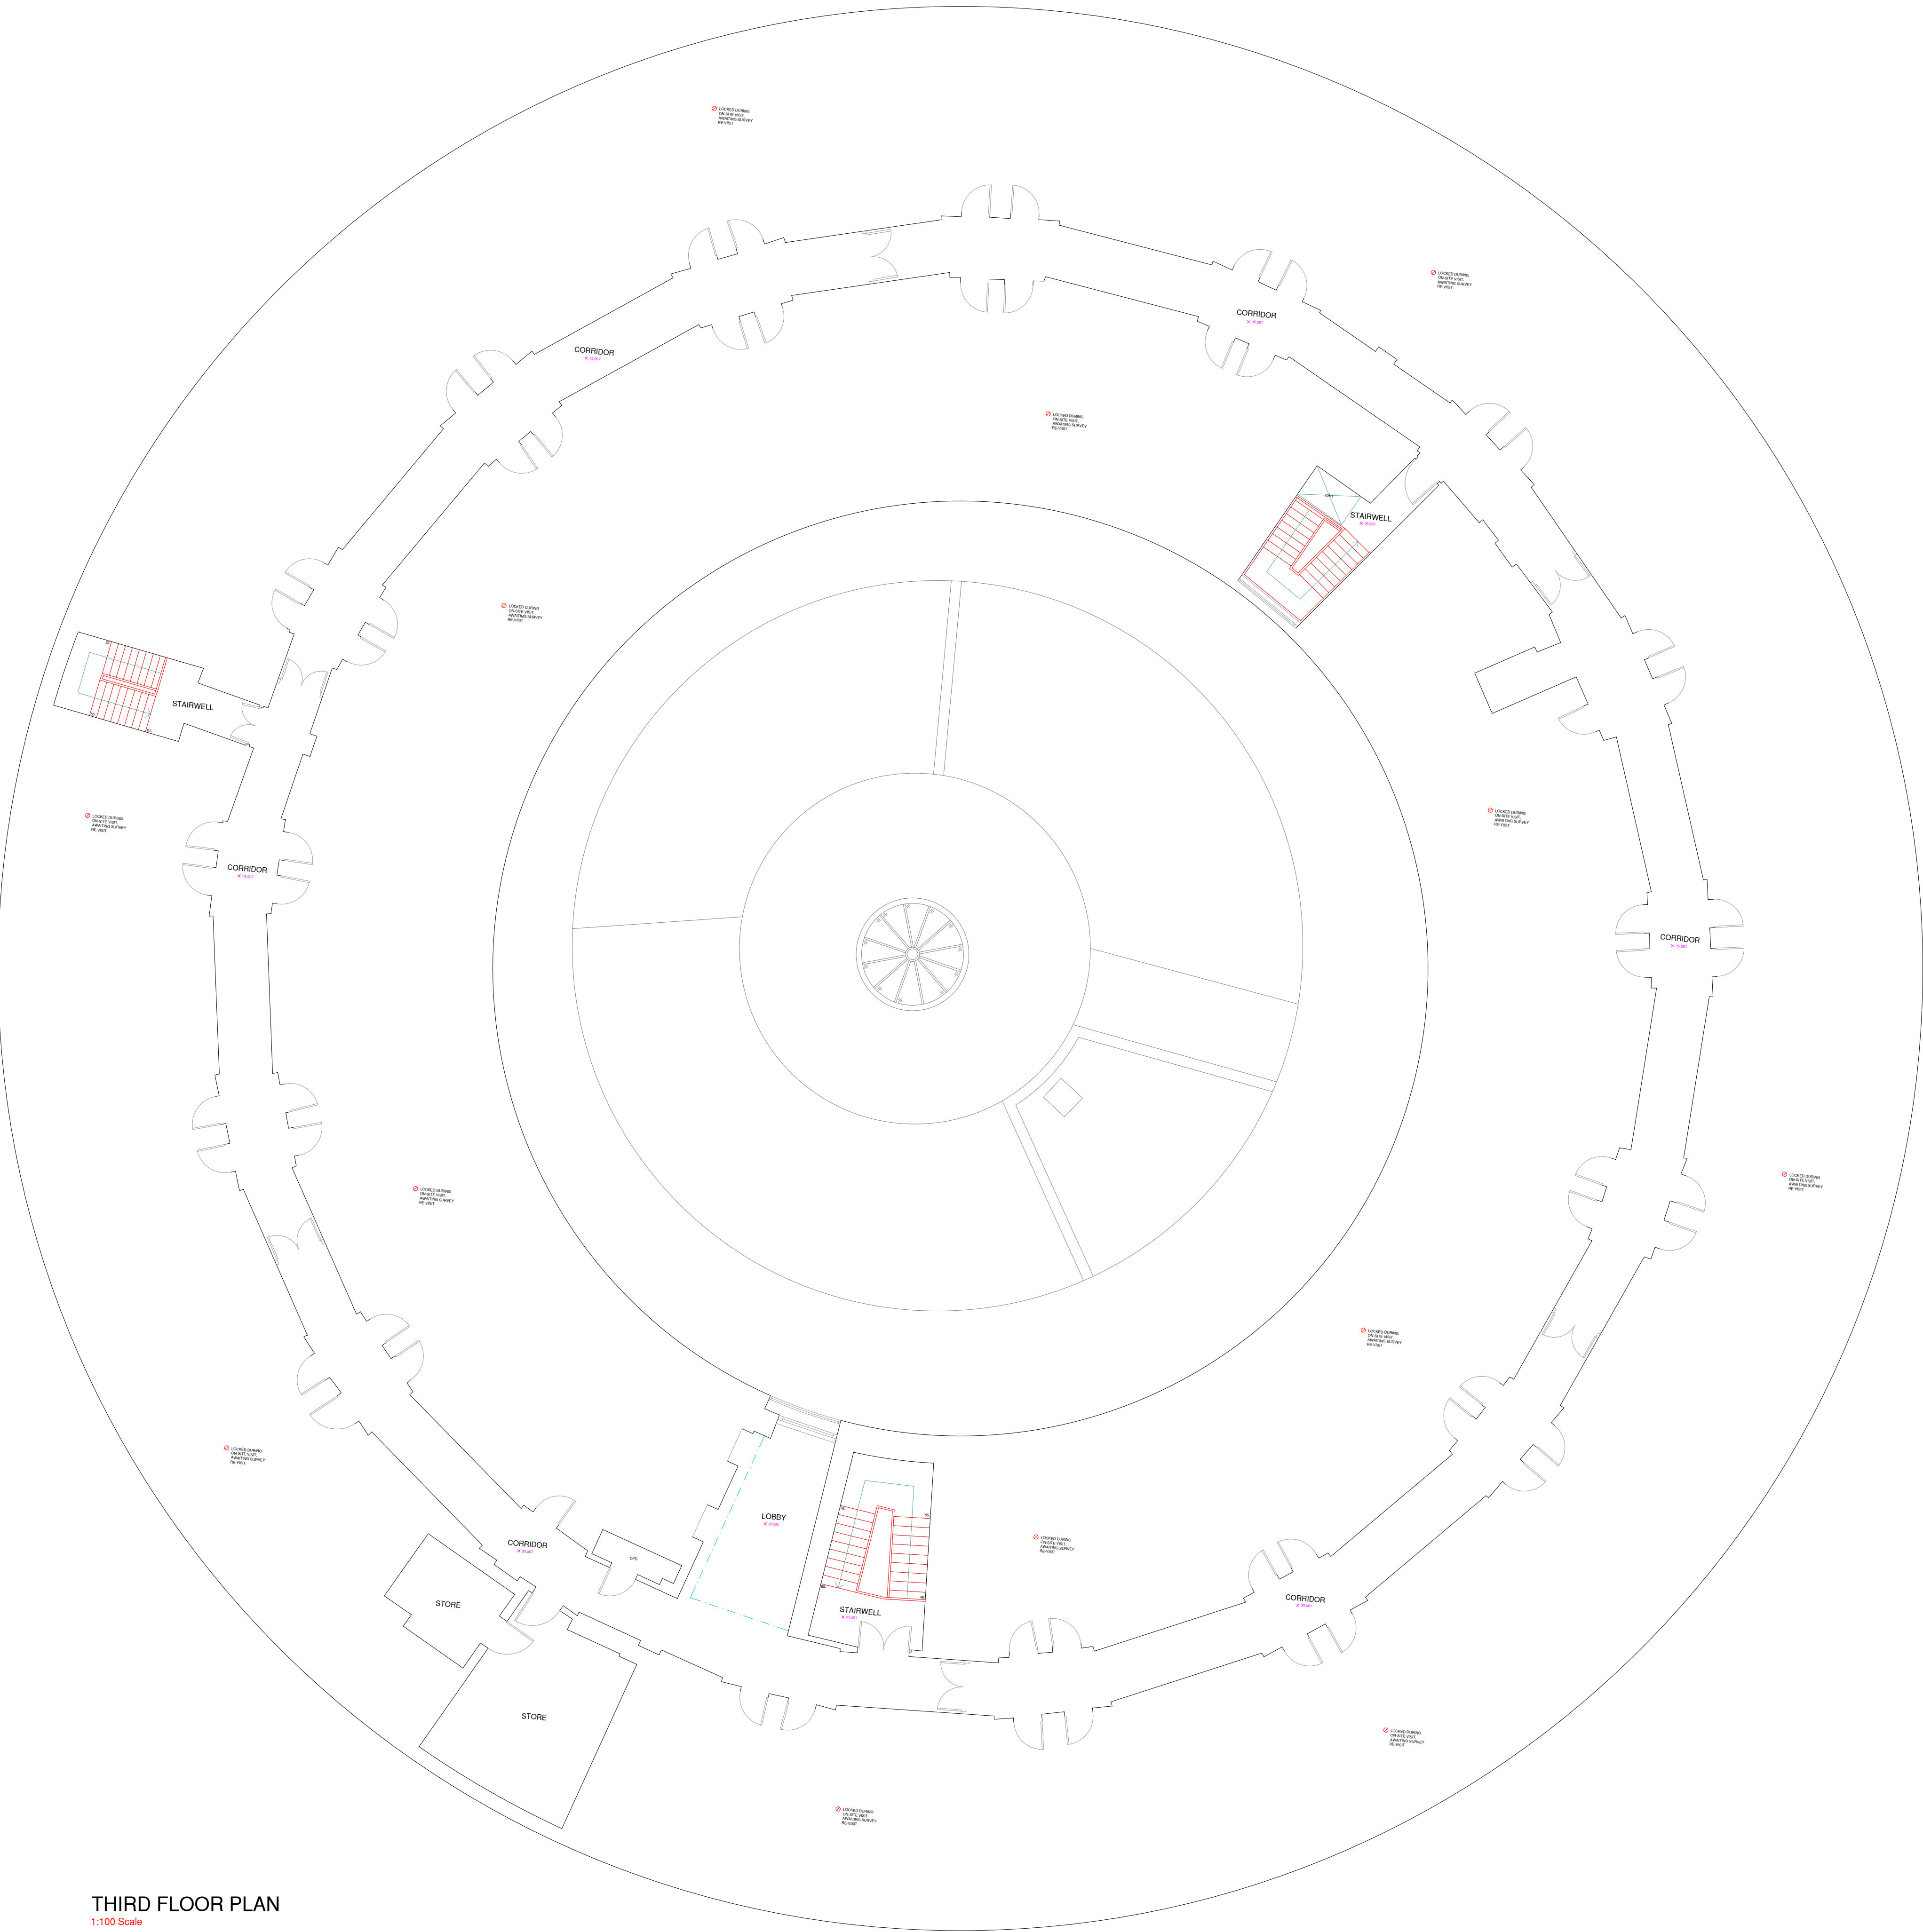 LOCKED DURING
ON-SITE VISIT,
AWAITING SURVEY
RE-VISIT
LOCKED DURING
ON-SITE VISIT,
AWAITING SURVEY
RE-VISIT
CORRIDOR
CORRIDOR
LOCKED DURING
ON-SITE VISIT,
AWAITING SURVEY
RE-VISIT
STAIRWELL
LOCKED DURING
ON-SITE VISIT,
AWAITING SURVEY
RE-VISIT
STAIRWELL
LOCKED DURING
ON-SITE VISIT,
AWAITING SURVEY
RE-VISIT
LOCKED DURING
ON-SITE VISIT,
AWAITING SURVEY
RE-VISIT
CORRIDOR
CORRIDOR
LOCKED DURING
ON-SITE VISIT,
AWAITING SURVEY
RE-VISIT
LOCKED DURING
ON-SITE VISIT,
AWAITING SURVEY
RE-VISIT
LOCKED DURING
ON-SITE VISIT,
AWAITING SURVEY
RE-VISIT
LOCKED DURING
ON-SITE VISIT,
AWAITING SURVEY
RE-VISIT
LOBBY
CORRIDOR
LOCKED DURING
ON-SITE VISIT,
AWAITING SURVEY
RE-VISIT
CPD
STORE
STAIRWELL
CORRIDOR
STORE
LOCKED DURING
ON-SITE VISIT,
AWAITING SURVEY
RE-VISIT
LOCKED DURING
ON-SITE VISIT,
AWAITING SURVEY
RE-VISIT
THIRD FLOOR PLAN
1:100 Scale